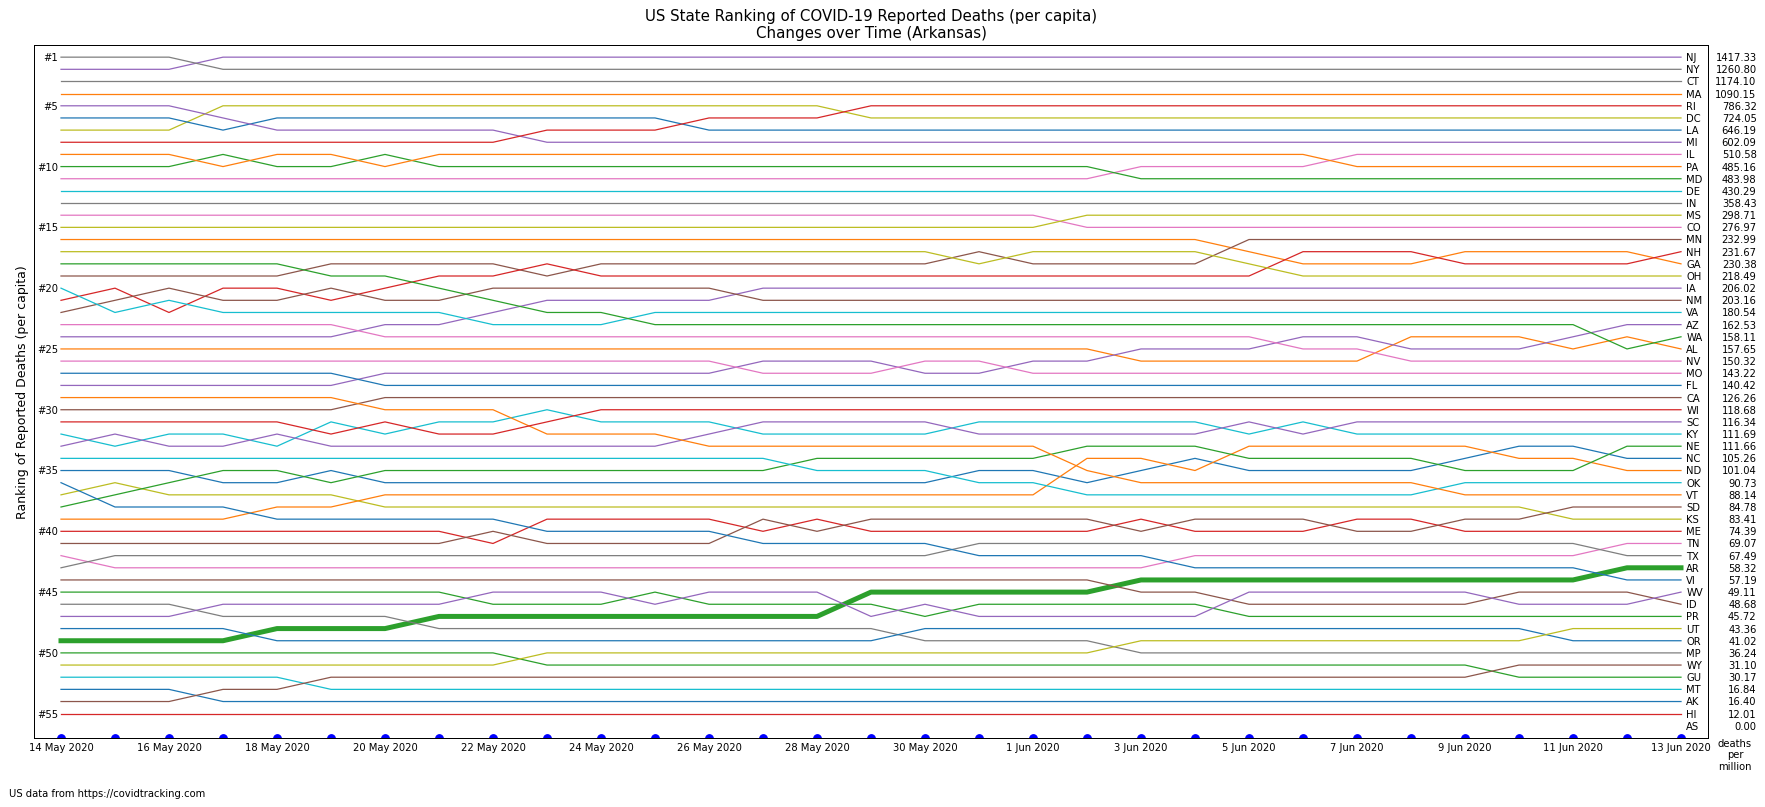 US State Ranking of COVID-19 Reported Deaths (per capita)
Changes over Time (Arkansas)
Ranking of Reported Deaths (per capita)
#1
#5
#10
#15
#20
#25
#30
#35
#40
#45
#50
#55
NJ 1417.33
NY 1260.80
CT 1174.10
MA 1090.15
RI 786.32
DC 724.05
LA 646.19
MI 602.09
IL 510.58
PA 485.16
MD 483.98
DE 430.29
IN 358.43
MS 298.71
CO 276.97
MN 232.99
NH 231.67
GA 230.38
OH 218.49
IA 206.02
NM 203.16
VA 180.54
AZ 162.53
WA 158.11
AL 157.65
NV 150.32
MO 143.22
FL 140.42
CA 126.26
WI 118.68
SC 116.34
KY 111.69
NE 111.66
NC 105.26
ND 101.04
OK 90.73
VT 88.14
SD 84.78
KS 83.41
ME 74.39
TN 69.07
TX 67.49
AR 58.32
VI 57.19
WV 49.11
ID 48.68
PR 45.72
UT 43.36
OR 41.02
MP 36.24
WY 31.10
GU 30.17
MT 16.84
AK 16.40
HI 12.01
AS 0.00
14 May 2020 16 May 2020 18 May 2020 20 May 2020 22 May 2020 24 May 2020 26 May 2020 28 May 2020 30 May 2020 1 Jun 2020 3 Jun 2020 5 Jun 2020 7 Jun 2020 9 Jun 2020 11 Jun 2020 13 Jun 2020
deaths
per
million
US data from https://covidtracking.com